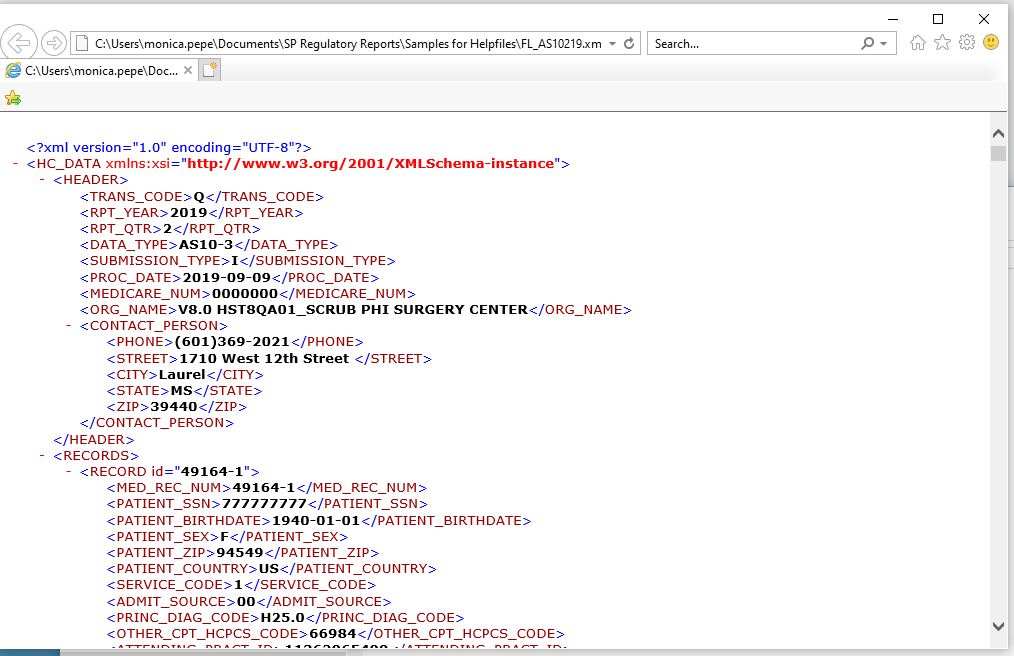 C:\Users\monica.pepe\Documents\SP Regulatory Reports\Samples for Helpfiles\FL_AS10219.xm
Search...
C:\Users\monica.pepe\Doc...
<?xml version="1.0" encoding="UTF-8"?>
- <HC_DATA xmlns:xsi="http://www.w3.org/2001/XMLSchema-instance">
- <HEADER>
<TRANS_CODE>Q</TRANS_CODE>
<RPT_YEAR>2019</RPT_YEAR>
<RPT_QTR>2</RPT_QTR>
<DATA_TYPE>AS10-3</DATA_TYPE>
<SUBMISSION_TYPE>I</SUBMISSION_TYPE>
<PROC_DATE>2019-09-09</PROC_DATE>
<MEDICARE_NUM>0000000</MEDICARE_NUM>
<ORG_NAME>V8.0 HST8QA01_SCRUB PHI SURGERY CENTER</ORG_NAME>
- <CONTACT_PERSON>
<PHONE>(601)369-2021</PHONE>
<STREET>1710 West 12th Street </STREET>
<CITY>Laurel</CITY>
<STATE>MS</STATE>
<ZIP>39440</ZIP>
</CONTACT_PERSON>
</HEADER>
- <RECORDS>
- <RECORD id="49164-1">
<MED_REC_NUM>49164-1</MED_REC_NUM>
<PATIENT_SSN>777777777</PATIENT_SSN>
<PATIENT_BIRTHDATE>1940-01-01</PATIENT_BIRTHDATE>
<PATIENT_SEX>F</PATIENT_SEX>
<PATIENT_ZIP>94549</PATIENT_ZIP>
<PATIENT_COUNTRY>US</PATIENT_COUNTRY>
<SERVICE_CODE>1</SERVICE_CODE>
<ADMIT_SOURCE>00</ADMIT_SOURCE>
<PRINC_DIAG_CODE>H25.0</PRINC_DIAG_CODE>
<OTHER_CPT_HCPCS_CODE>66984</OTHER_CPT_HCPCS_CODE>